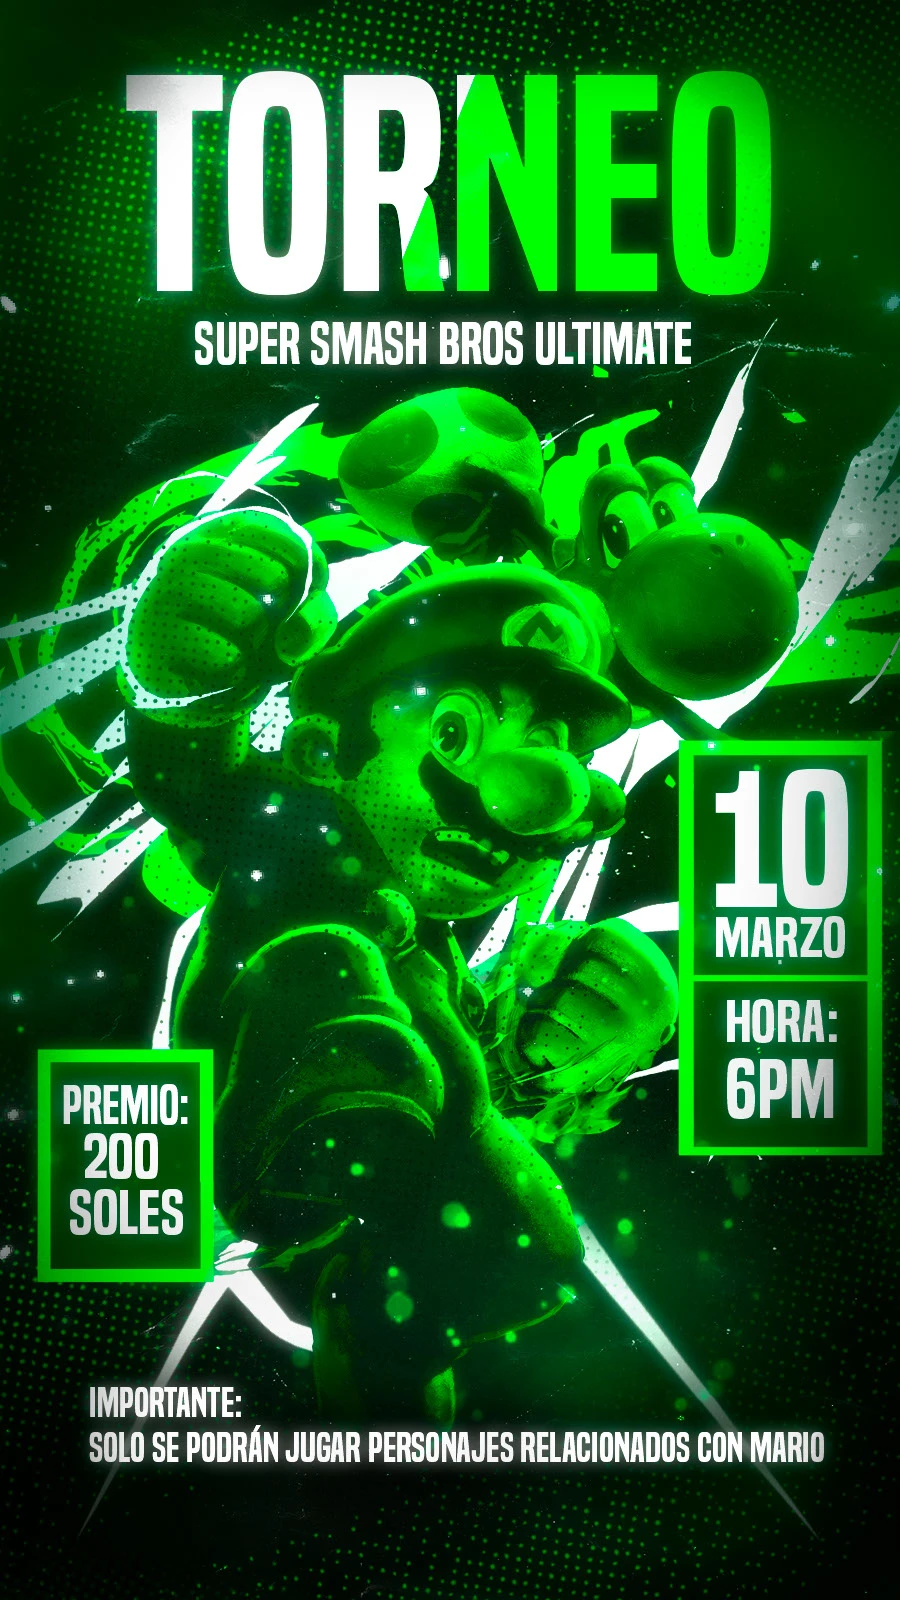 TORNEO
SUPER SMASH BROS ULTIMATE
10
MARZO
HORA:
6PM
PREMIO:
200
SOLES
IMPORTANTE:
SOLO SE PODRÁN JUGAR PERSONAJES RELACIONADOS CON MARIO